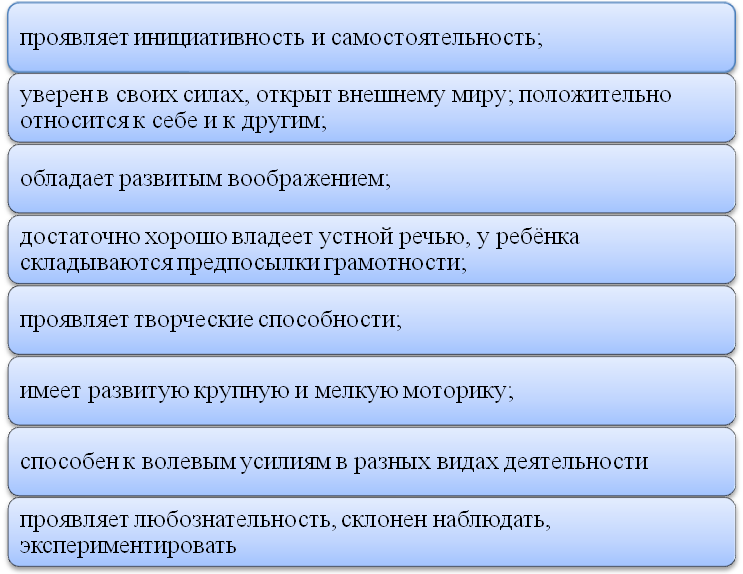 проявляет инициативность и самостоятельность;
уверен в своих силах, открыт внешнему миру; положительно
относится к себе и к другим;
обладает развитым воображением;
достаточно хорошо владеет устной речью, у ребёнка
складываются предпосылки грамотности;
проявляет творческие способности;
имеет развитую крупную и мелкую моторику;
способен к волевым усилиям в разных видах деятельности
проявляет любознательность, склонен наблюдать,
экспериментировать